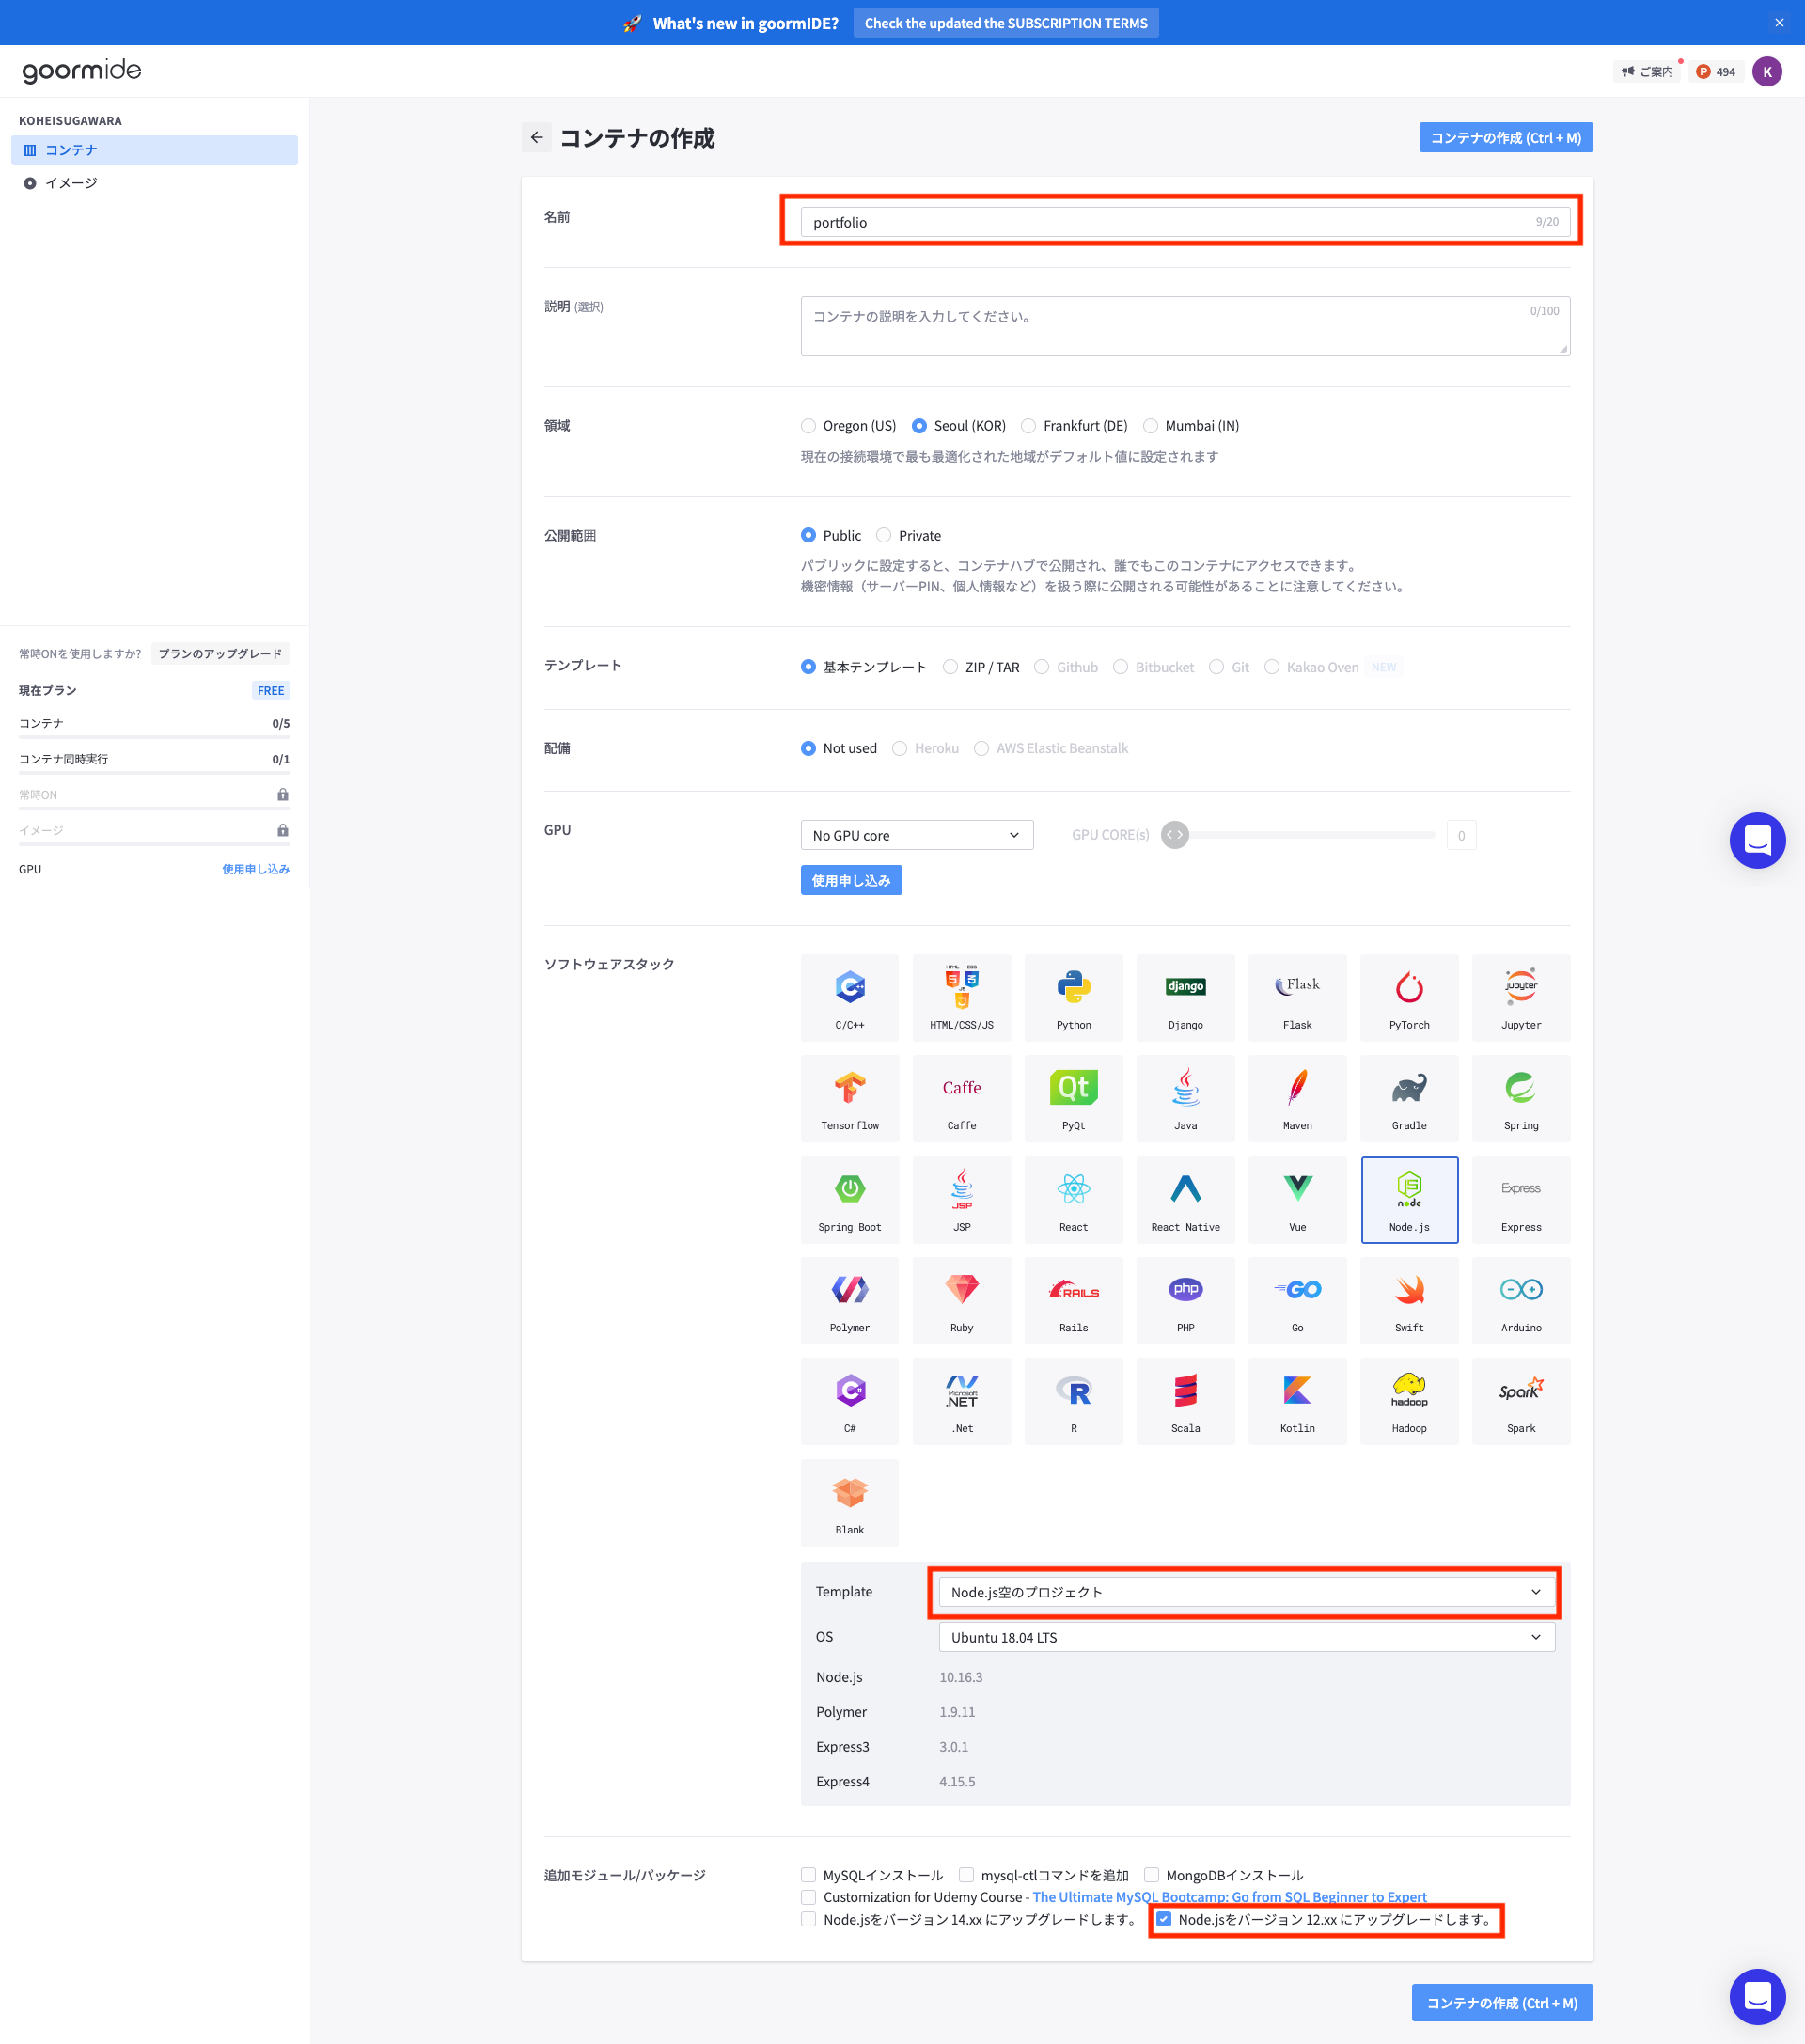 What's new in goormIDE? Check the updated the SUBSCRIPTION TERMS
goormide
ご案内
P 494
K
KOHEISUGAWARA
コンテナ
イメージ
常時ONを使用しますか? プランのアップグレード
現在プラン FREE
コンテナ 0/5
コンテナ同時実行 0/1
常時ON
イメージ
GPU 使用申し込み
コンテナの作成 コンテナの作成 (Ctrl + M)
名前 portfolio 9/20
説明 (選択) コンテナの説明を入力してください。 0/100
領域 Oregon (US) Seoul (KOR) Frankfurt (DE) Mumbai (IN)
現在の接続環境で最も最適化された地域がデフォルト値に設定されます
公開範囲 Public Private
パブリックに設定すると、コンテナハブで公開され、誰でもこのコンテナにアクセスできます。
機密情報（サーバーPIN、個人情報など）を扱う際に公開される可能性があることに注意してください。
テンプレート 基本テンプレート ZIP / TAR Github Bitbucket Git Kakao Oven NEW
配備 Not used Heroku AWS Elastic Beanstalk
GPU No GPU core GPU CORE(s) 0
使用申し込み
ソフトウェアスタック
HTML CSS
5 3
JS
django Flask jupyter
C/C++ HTML/CSS/JS Python Django Flask PyTorch Jupyter
Caffe Qt
Tensorflow Caffe PyQt Java Maven Gradle Spring
JSP JS node Express
Spring Boot JSP React React Native Vue Node.js Express
RAILS php GO
Polymer Ruby Rails PHP Go Swift Arduino
Microsoft .NET R hadoop Spark
C# .Net R Scala Kotlin Hadoop Spark
Blank
Template Node.js空のプロジェクト
OS Ubuntu 18.04 LTS
Node.js 10.16.3
Polymer 1.9.11
Express3 3.0.1
Express4 4.15.5
追加モジュール/パッケージ MySQLインストール mysql-ctlコマンドを追加 MongoDBインストール
Customization for Udemy Course - The Ultimate MySQL Bootcamp: Go from SQL Beginner to Expert
Node.jsをバージョン 14.xx にアップグレードします。 Node.jsをバージョン 12.xx にアップグレードします。
コンテナの作成 (Ctrl + M)